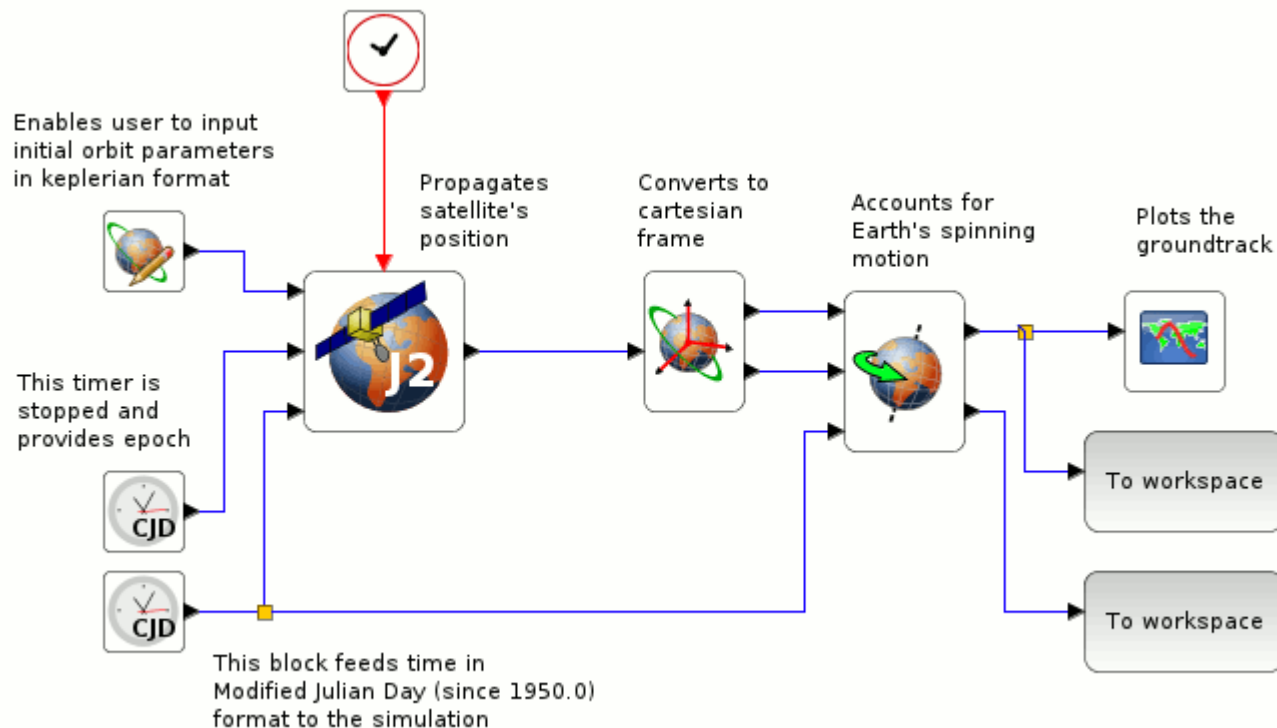 Enables user to input
initial orbit parameters
in keplerian format
Propagates
satellite's
position
Converts to
cartesian
frame
Accounts for
Earth's spinning
motion
Plots the
groundtrack
J2
This timer is
stopped and
provides epoch
CJD
To workspace
CJD
To workspace
This block feeds time in
Modified Julian Day (since 1950.0)
format to the simulation